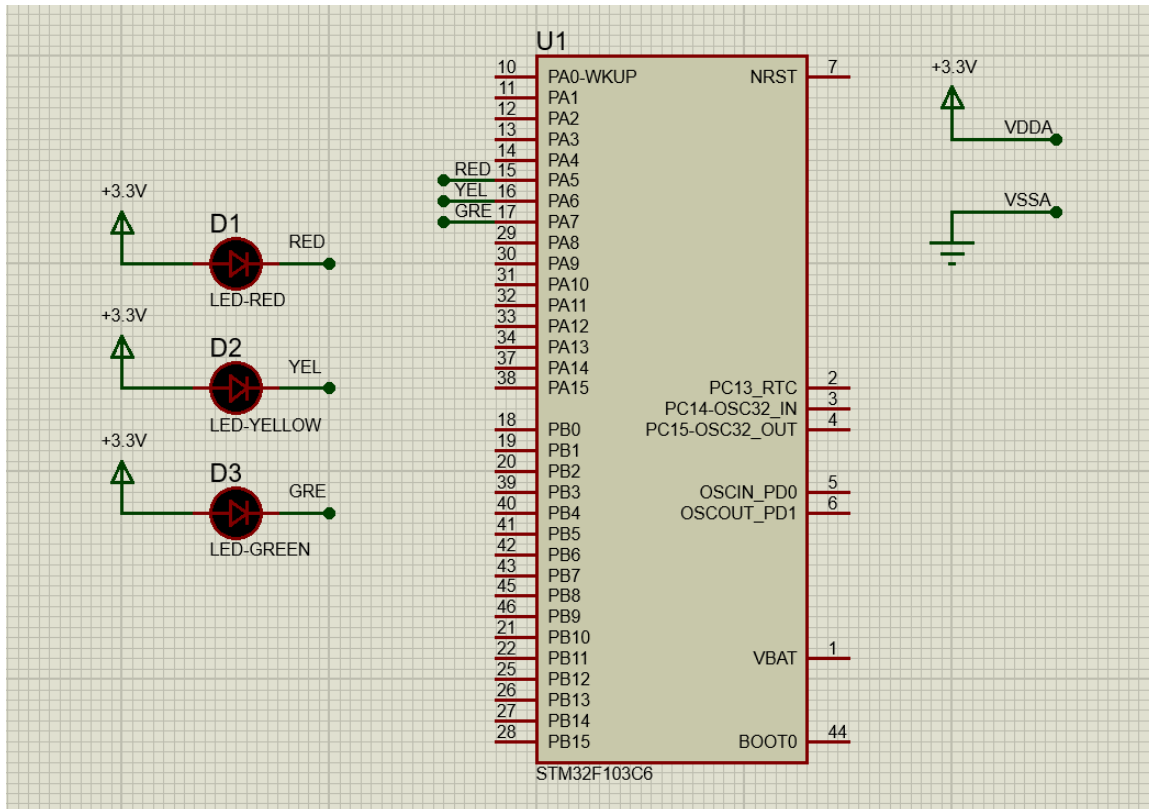 +3.3V
D1
RED
LED-RED
+3.3V
D2
YEL
LED-YELLOW
+3.3V
D3
GRE
LED-GREEN
U1
10 PA0-WKUP
11 PA1
12 PA2
13 PA3
14 PA4
RED 15 PA5
YEL 16 PA6
GRE 17 PA7
29 PA8
30 PA9
31 PA10
32 PA11
33 PA12
34 PA13
37 PA14
38 PA15
18 PB0
19 PB1
20 PB2
39 PB3
40 PB4
41 PB5
42 PB6
43 PB7
45 PB8
46 PB9
21 PB10
22 PB11
25 PB12
26 PB13
27 PB14
28 PB15
NRST 7
PC13_RTC 2
PC14-OSC32_IN 3
PC15-OSC32_OUT 4
OSCIN_PD0 5
OSCOUT_PD1 6
VBAT 1
BOOT0 44
STM32F103C6
+3.3V
VDDA
VSSA